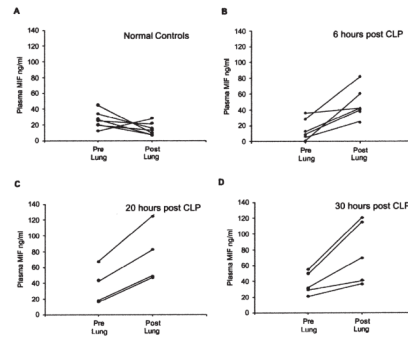 A
Normal Controls
140
120
100
80
60
40
20
0
Plasma MIF ng/ml
Pre Lung
Post Lung
B
6 hours post CLP
140
120
100
80
60
40
20
0
Plasma MIF ng/ml
Pre Lung
Post Lung
C
20 hours post CLP
140
120
100
80
60
40
20
0
Plasma MIF ng/ml
Pre Lung
Post Lung
D
30 hours post CLP
140
120
100
80
60
40
20
0
Plasma MIF ng/ml
Pre Lung
Post Lung